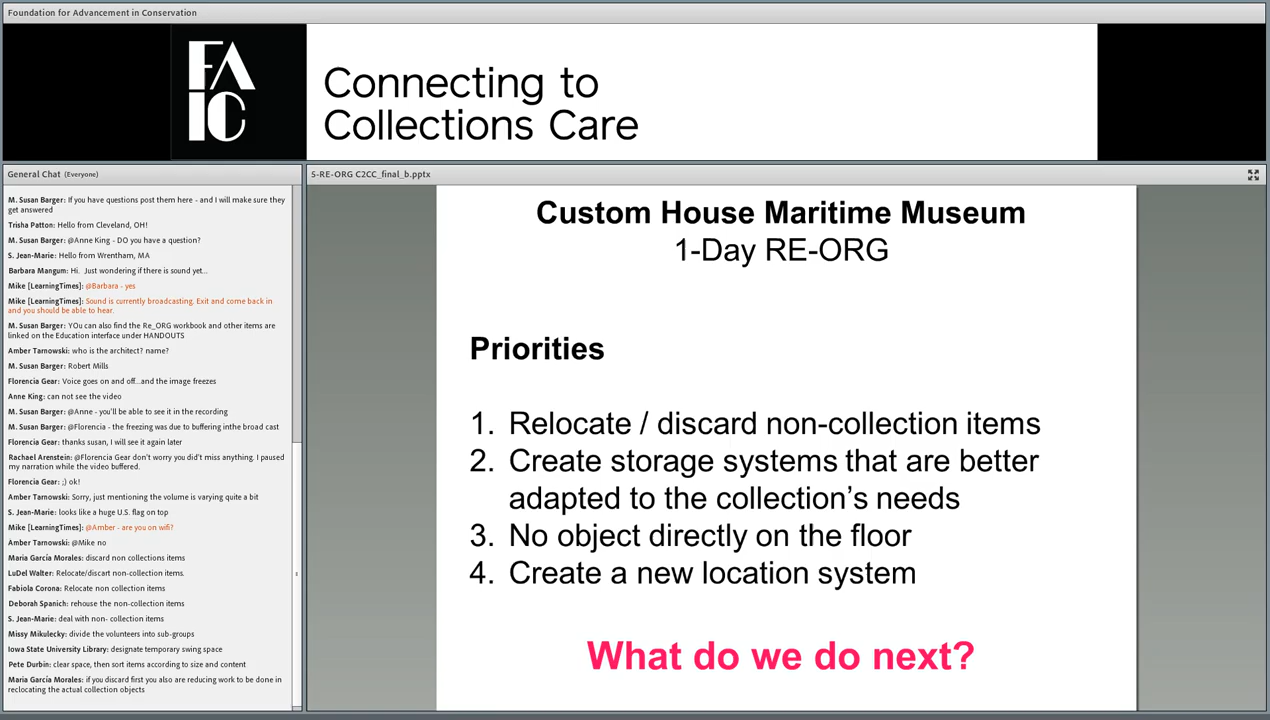 Foundation for Advancement in Conservation
FA
IC
Connecting to
Collections Care
General Chat (Everyone)
M. Susan Barger: If you have questions post them here - and I will make sure they
get answered
Trisha Patton: Hello from Cleveland, OH!
M. Susan Barger: @Anne King - DO you have a question?
S. Jean-Marie: Hello from Wrentham, MA
Barbara Mangum: Hi. Just wondering if there is sound yet...
Mike [LearningTimes]: @Barbara - yes
Mike [LearningTimes]: Sound is currently broadcasting. Exit and come back in
and you should be able to hear.
M. Susan Barger: YOu can also find the Re_ORG workbook and other items are
linked on the Education interface under HANDOUTS
Amber Tarnowski: who is the architect? name?
M. Susan Barger: Robert Mills
Florencia Gear: Voice goes on and off...and the image freezes
Anne King: can not see the video
M. Susan Barger: @Anne - you'll be able to see it in the recording
M. Susan Barger: @Florencia - the freezing was due to buffering inthe broad cast
Florencia Gear: thanks susan, I will see it again later
Rachael Arenstein: @Florencia Gear don't worry you did't miss anything. I paused
my narration while the video buffered.
Florencia Gear: ;) ok!
Amber Tarnowski: Sorry, just mentioning the volume is varying quite a bit
S. Jean-Marie: looks like a huge U.S. flag on top
Mike [LearningTimes]: @Amber - are you on wifi?
Amber Tarnowski: @Mike no
Maria García Morales: discard non collections items
LuDel Walter: Relocate/discart non-collection items.
Fabiola Corona: Relocate non collection items
Deborah Spanich: rehouse the non-collection items
S. Jean-Marie: deal with non- collection items
Missy Mikulecky: divide the volunteers into sub-groups
Iowa State University Library: designate temporary swing space
Pete Durbin: clear space, then sort items according to size and content
Maria García Morales: if you discard first you also are reducing work to be done in
reclocating the actual collection objects
5-RE-ORG C2CC_final_b.pptx
Custom House Maritime Museum
1-Day RE-ORG
Priorities
1. Relocate / discard non-collection items
2. Create storage systems that are better
adapted to the collection's needs
3. No object directly on the floor
4. Create a new location system
What do we do next?